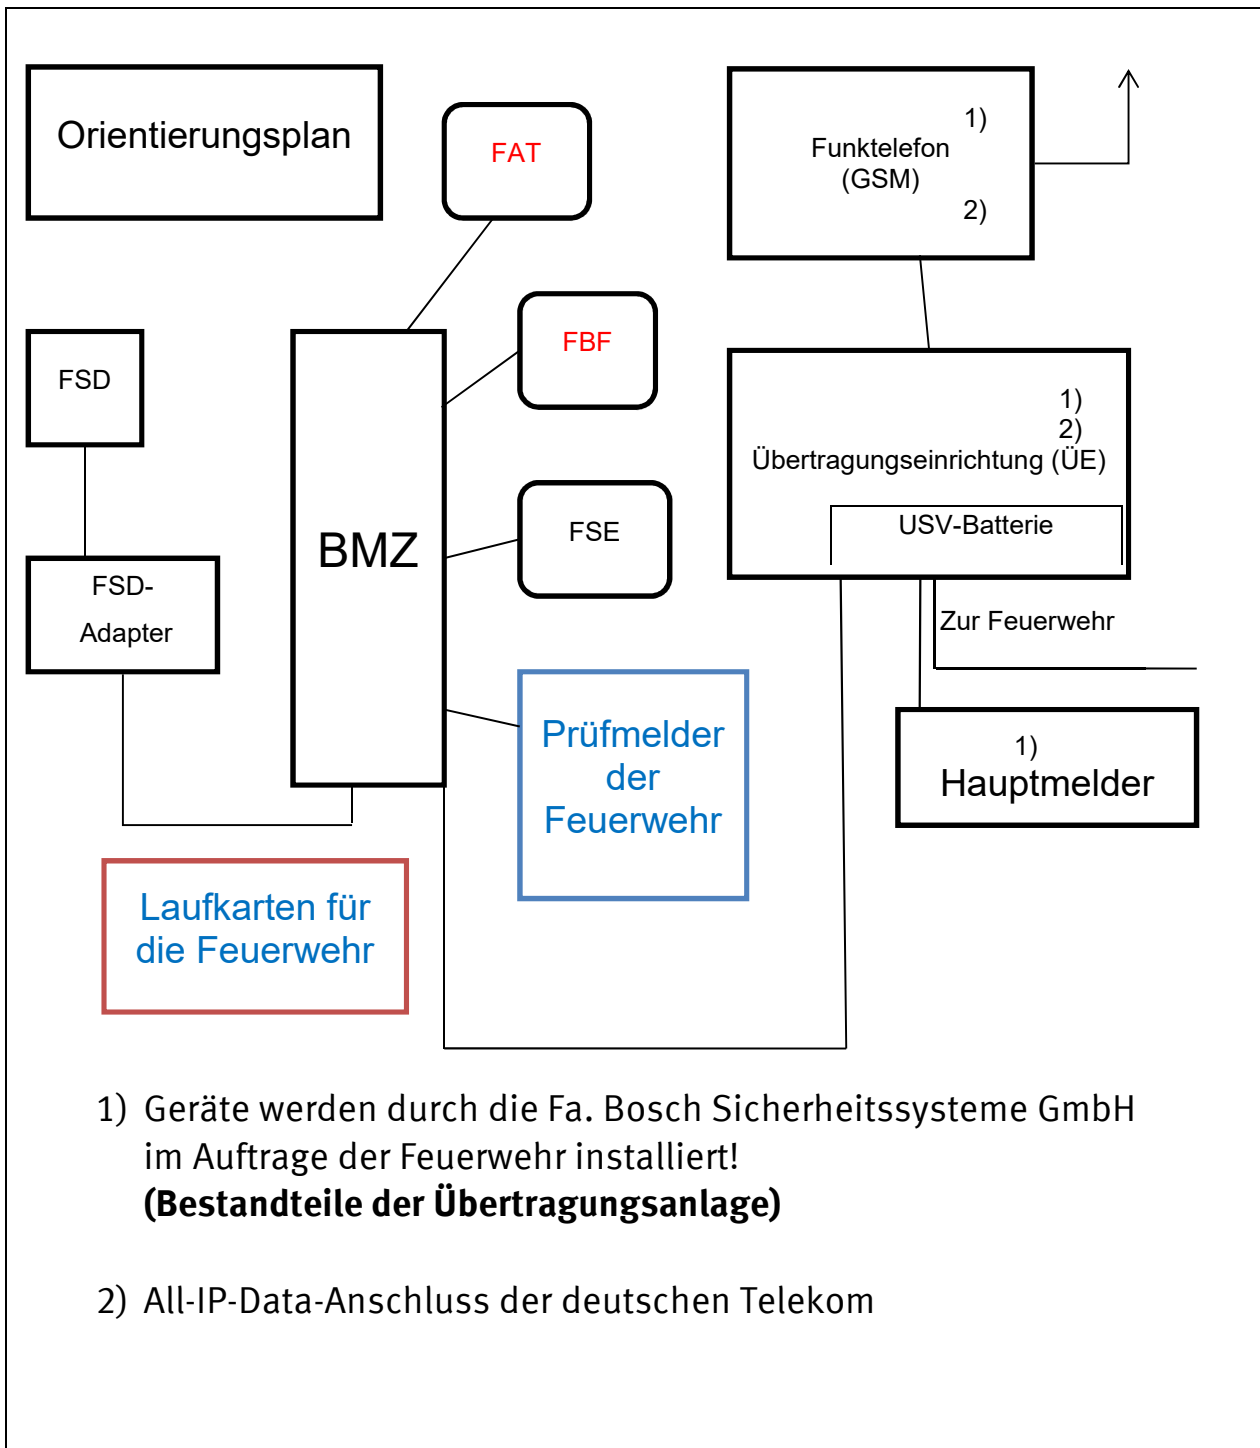 Orientierungsplan
FAT
1)
Funktelefon
(GSM)
2)
FSD
FBF
1)
2)
Übertragungseinrichtung (ÜE)
USV-Batterie
BMZ
FSE
FSD-
Adapter
Zur Feuerwehr
Prüfmelder
der
Feuerwehr
1)
Hauptmelder
Laufkarten für
die Feuerwehr
1) Geräte werden durch die Fa. Bosch Sicherheitssysteme GmbH
im Auftrage der Feuerwehr installiert!
(Bestandteile der Übertragungsanlage)
2) All-IP-Data-Anschluss der deutschen Telekom